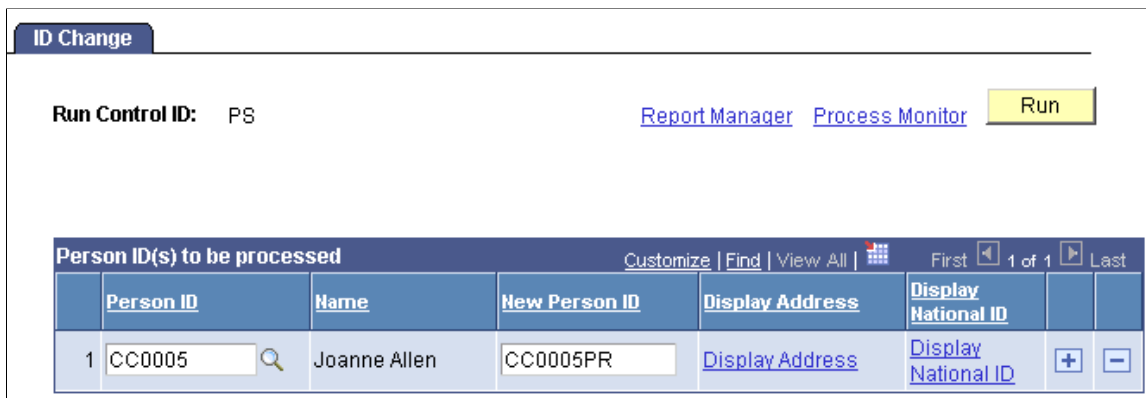 ID Change
Run Control ID: PS Report Manager Process Monitor Run
Person ID(s) to be processed Customize | Find | View All | First 1 of 1 Last
Person ID Name New Person ID Display Address Display National ID
1 CC0005 Joanne Allen CC0005PR Display Address Display National ID